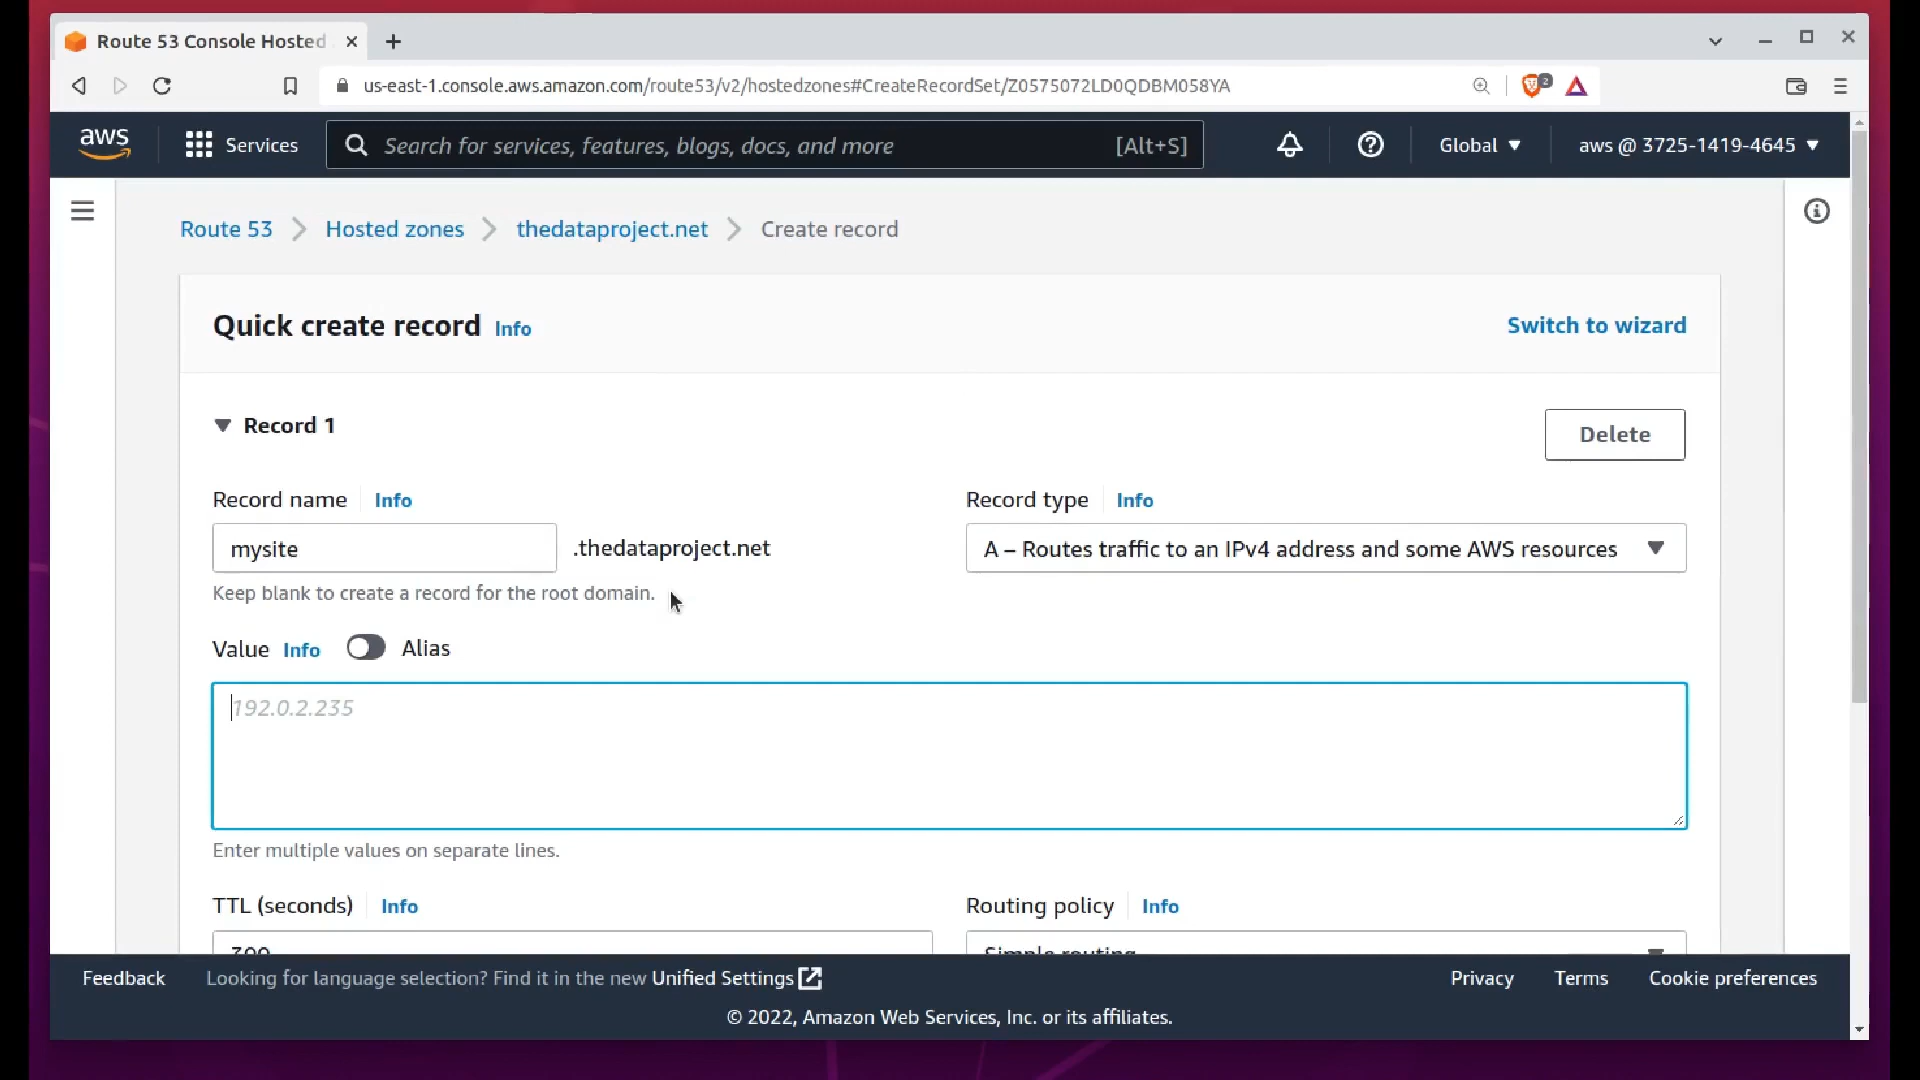 Route 53 Console Hosted
us-east-1.console.aws.amazon.com/route53/v2/hostedzones#CreateRecordSet/Z0575072LD0QDBM058YA
2
aws
Services
Search for services, features, blogs, docs, and more
[Alt+S]
Global
aws @ 3725-1419-4645
Route 53
Hosted zones
thedataproject.net
Create record
Quick create record
Info
Switch to wizard
Record 1
Delete
Record name
Info
Record type
Info
mysite
.thedataproject.net
A – Routes traffic to an IPv4 address and some AWS resources
Keep blank to create a record for the root domain.
Value
Info
Alias
192.0.2.235
Enter multiple values on separate lines.
TTL (seconds)
Info
Routing policy
Info
300
Simple routing
Feedback
Looking for language selection? Find it in the new Unified Settings
Privacy
Terms
Cookie preferences
© 2022, Amazon Web Services, Inc. or its affiliates.